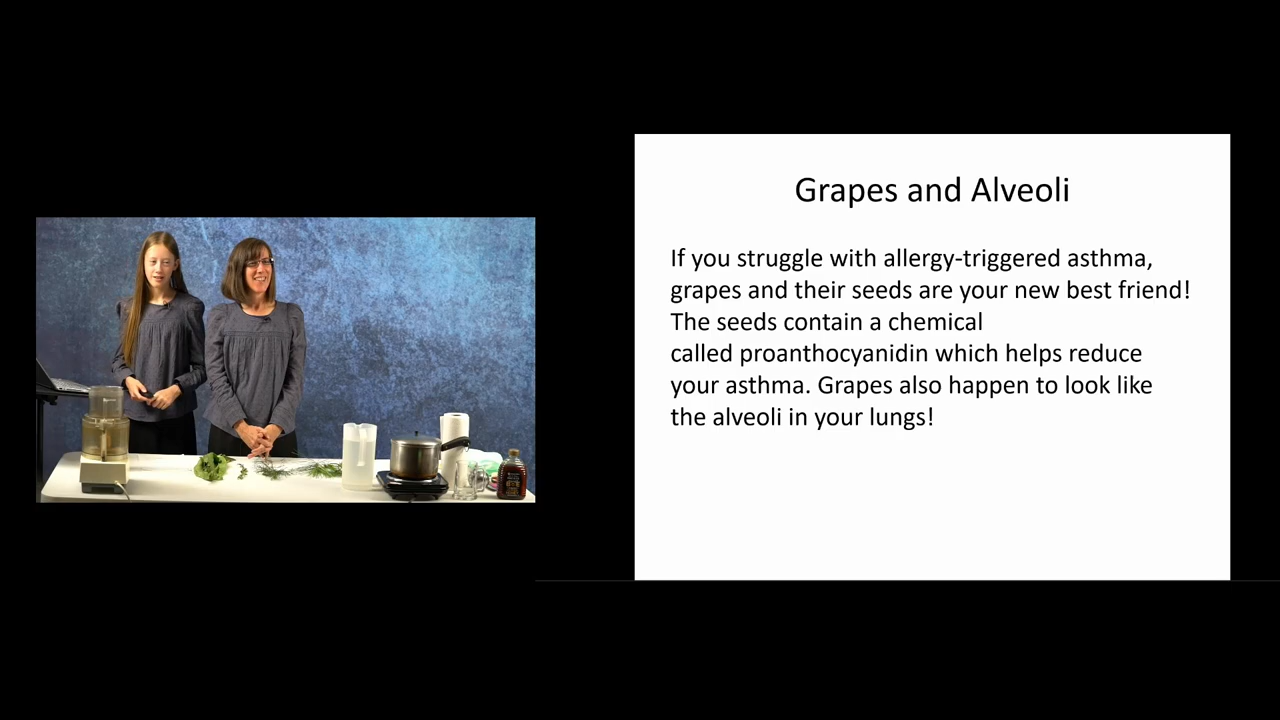 Grapes and Alveoli
If you struggle with allergy-triggered asthma,
grapes and their seeds are your new best friend!
The seeds contain a chemical
called proanthocyanidin which helps reduce
your asthma. Grapes also happen to look like
the alveoli in your lungs!